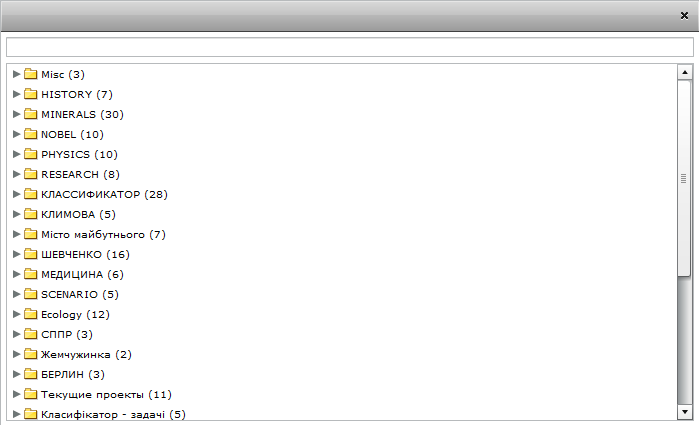 Misc (3)
HISTORY (7)
MINERALS (30)
NOBEL (10)
PHYSICS (10)
RESEARCH (8)
КЛАССИФИКАТОР (28)
КЛИМОВА (5)
Місто майбутнього (7)
ШЕВЧЕНКО (16)
МЕДИЦИНА (6)
SCENARIO (5)
Ecology (12)
СППР (3)
Жемчужинка (2)
БЕРЛИН (3)
Текущие проекты (11)
Класифікатор - задачі (5)